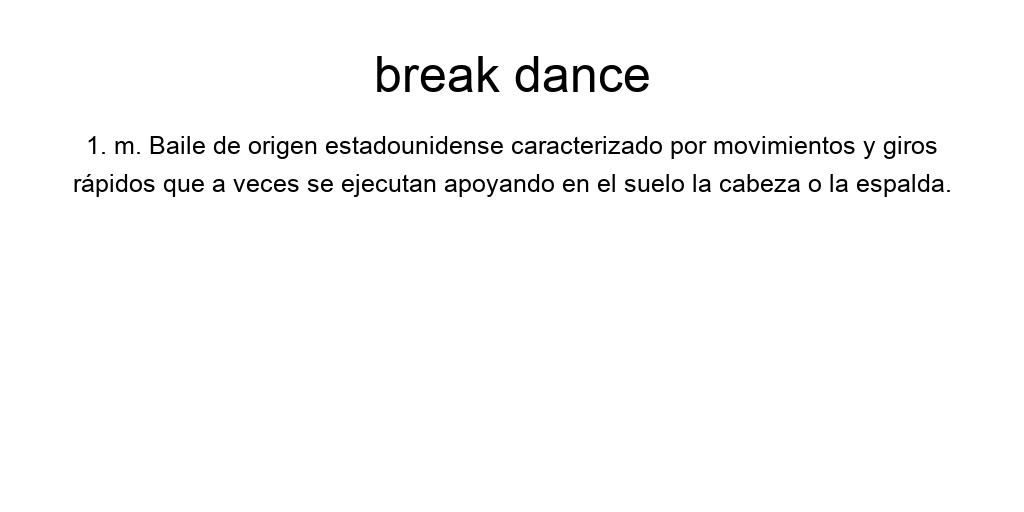 break dance
1. m. Baile de origen estadounidense caracterizado por movimientos y giros
rápidos que a veces se ejecutan apoyando en el suelo la cabeza o la espalda.